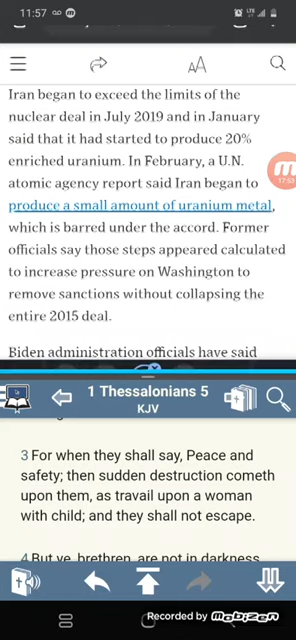 11:57
LTE
AA
Iran began to exceed the limits of the
nuclear deal in July 2019 and in January
said that it had started to produce 20%
enriched uranium. In February, a U.N.
atomic agency report said Iran began to
17:53
produce a small amount of uranium metal,
which is barred under the accord. Former
officials say those steps appeared calculated
to increase pressure on Washington to
remove sanctions without collapsing the
entire 2015 deal.
Biden administration officials have said
1 Thessalonians 5
KJV
3 For when they shall say, Peace and
safety; then sudden destruction cometh
upon them, as travail upon a woman
with child; and they shall not escape.
4 But ye, brethren, are not in darkness
Recorded by Mobizen